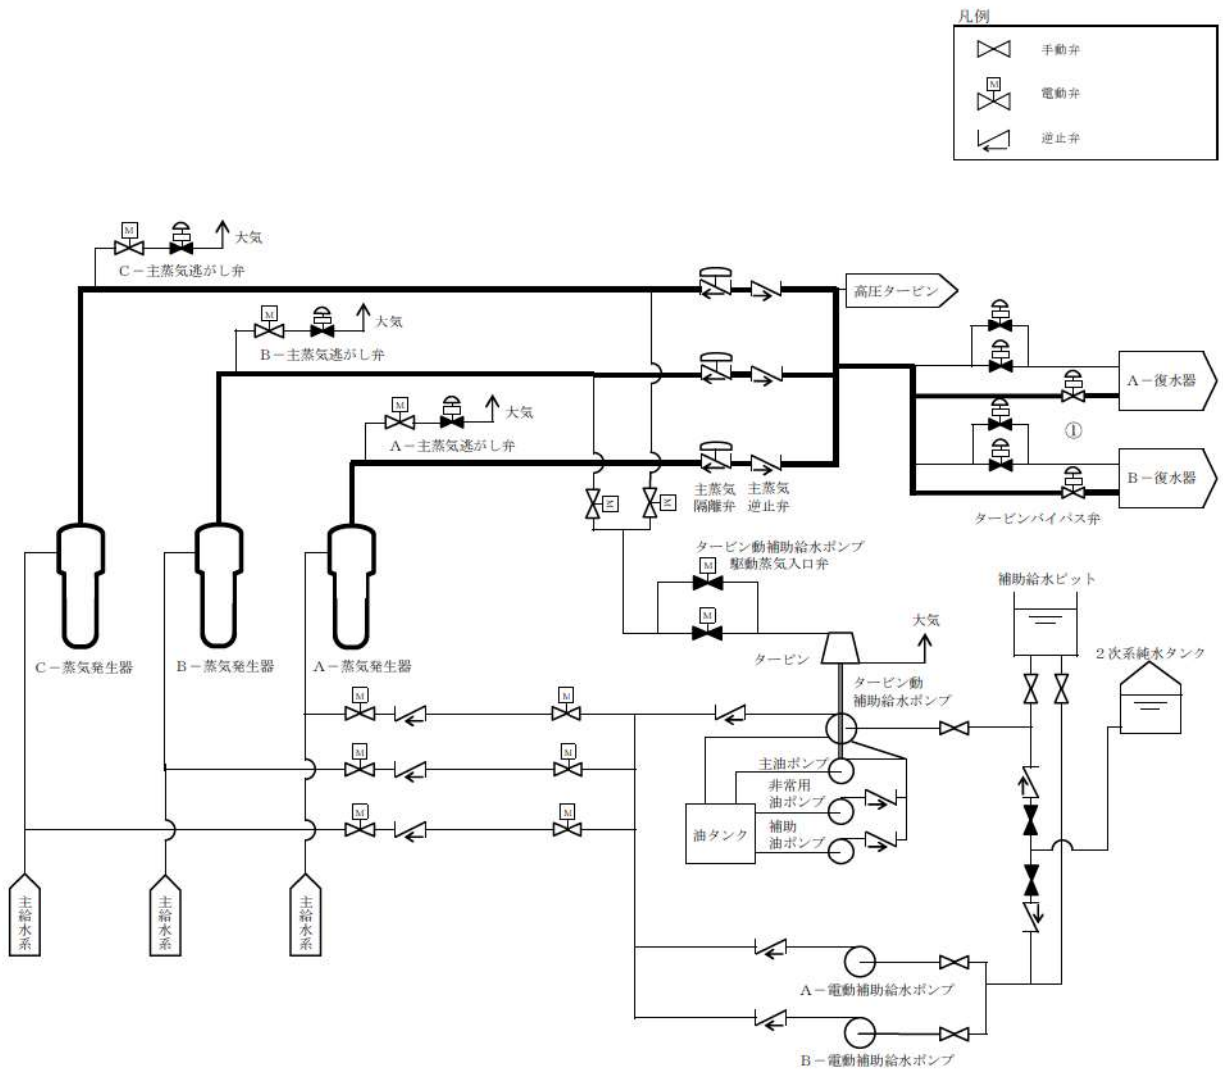 凡例
手動弁
M
電動弁
逆止弁
M
大気
C-主蒸気逃がし弁
高圧タービン
M
大気
B-主蒸気逃がし弁
A-復水器
M
大気
A-主蒸気逃がし弁
①
主蒸気
隔離弁
主蒸気
逆止弁
B-復水器
タービンバイパス弁
M
M
タービン動補助給水ポンプ
駆動蒸気入口弁
M
M
補助給水ピット
大気
2次系純水タンク
C-蒸気発生器
B-蒸気発生器
A-蒸気発生器
タービン
タービン動
補助給水ポンプ
M
M
M
M
M
M
主油ポンプ
非常用
油ポンプ
補助
油ポンプ
油タンク
主給水系
主給水系
主給水系
A-電動補助給水ポンプ
B-電動補助給水ポンプ